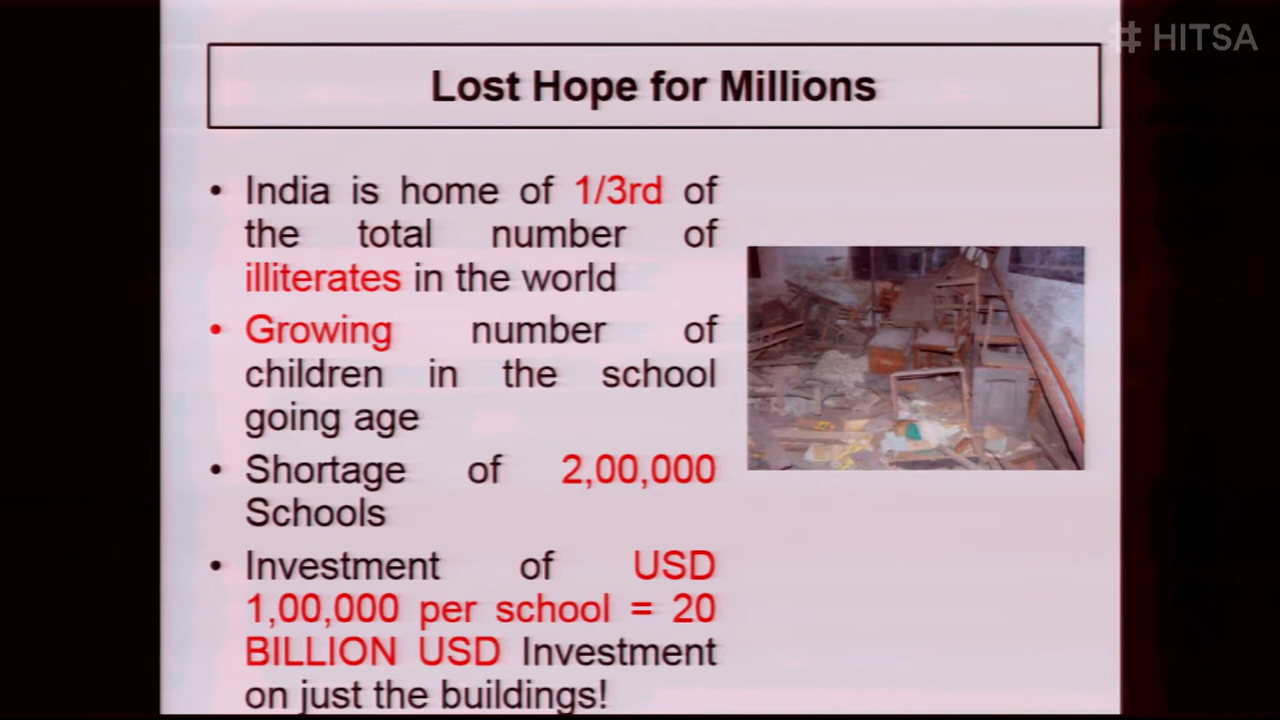 # HITSA
Lost Hope for Millions
• India is home of 1/3rd of
the total number of
illiterates in the world
• Growing number of
children in the school
going age
• Shortage of 2,00,000
Schools
• Investment of USD
1,00,000 per school = 20
BILLION USD Investment
on just the buildings!